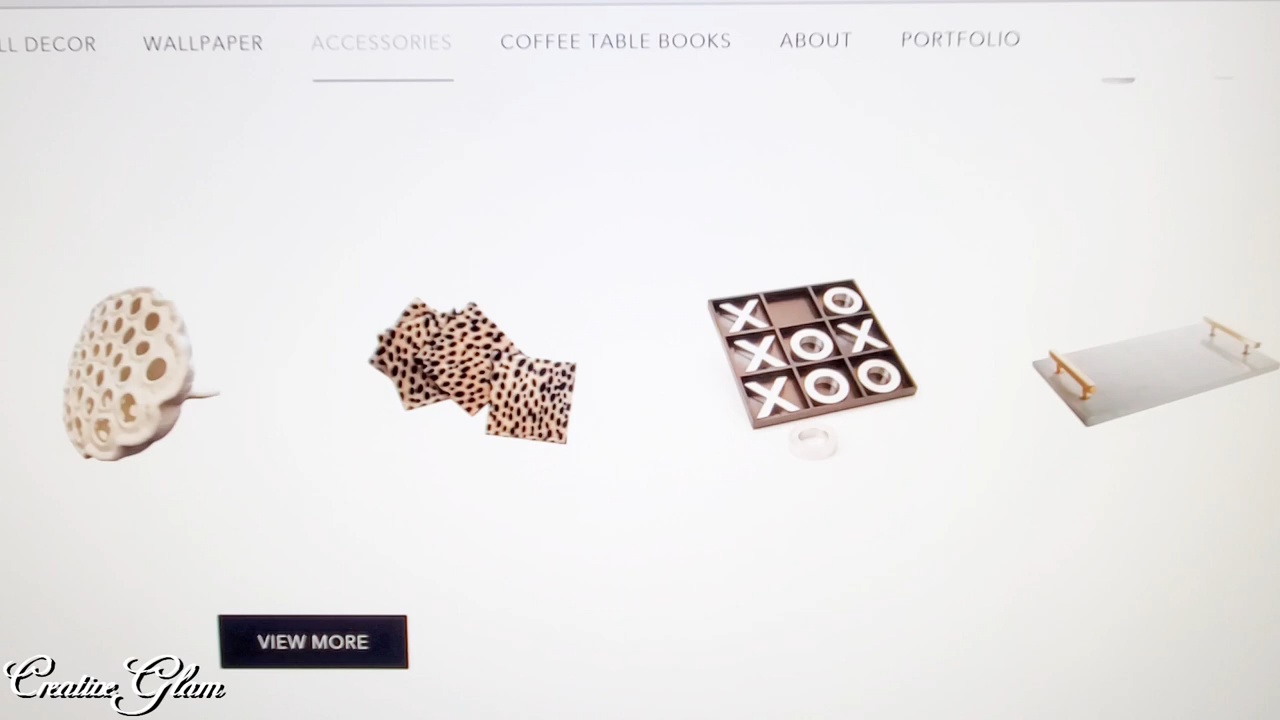 LL DECOR WALLPAPER ACCESSORIES COFFEE TABLE BOOKS ABOUT PORTFOLIO
X O
X O X
X O O
VIEW MORE
Creative Glam